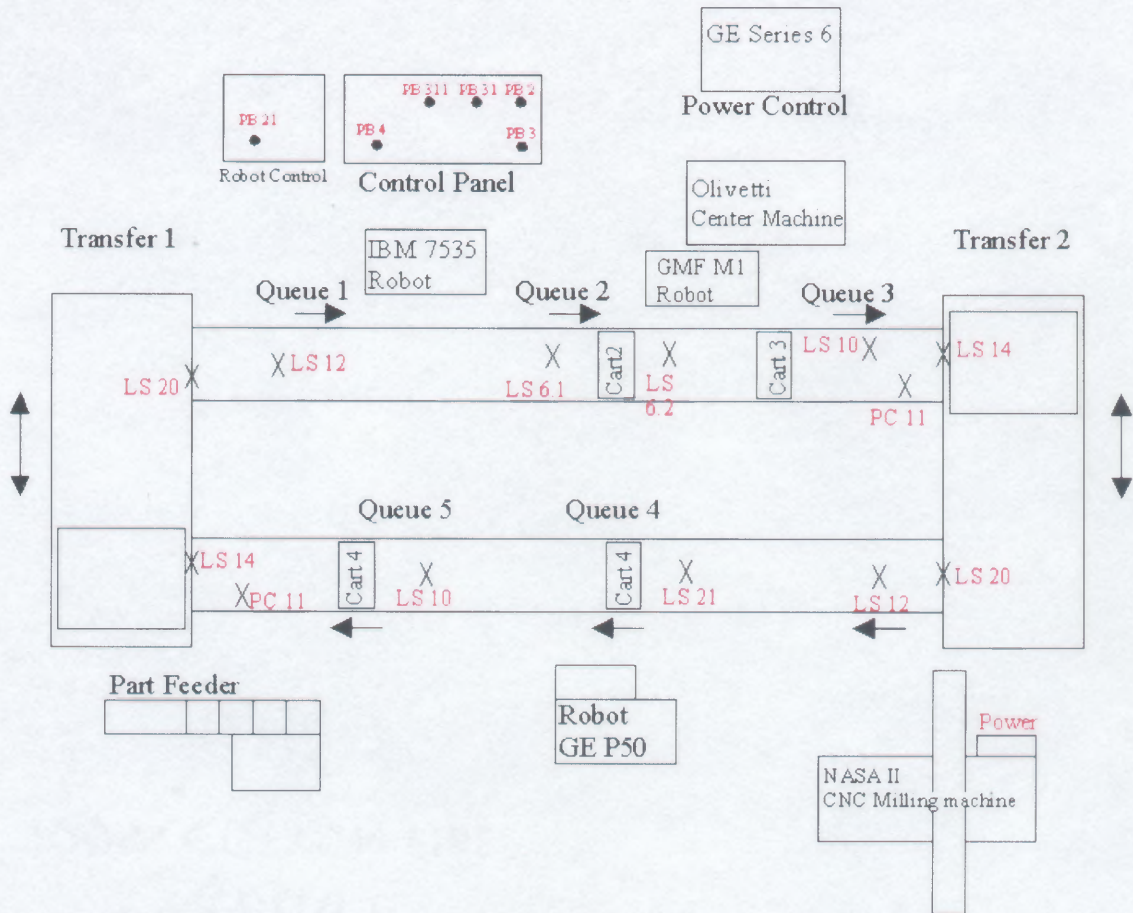 GE Series 6
Power Control
PB 311
PB 31
PB 2
PB 21
PB 4
PB 3
Robot Control
Control Panel
Olivetti
Center Machine
Transfer 1
IBM 7535
Robot
GMF M1
Robot
Transfer 2
Queue 1
Queue 2
Queue 3
LS 20
LS 12
LS 6.1
Cart2
LS
6.2
Cart 3
LS 10
LS 14
PC 11
Queue 5
Queue 4
LS 14
PC 11
Cart 4
LS 10
Cart 4
LS 21
LS 12
LS 20
Part Feeder
Robot
GE P50
Power
NASA II
CNC Milling machine